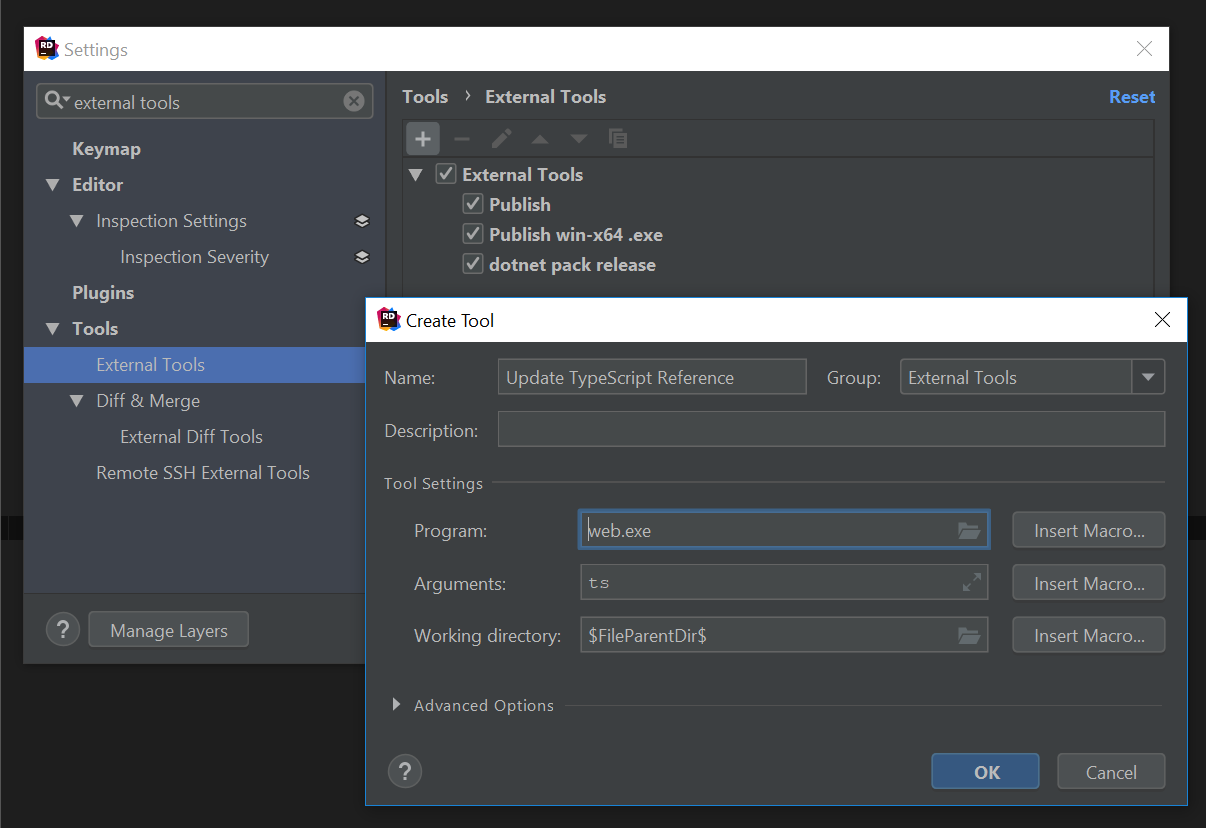 Settings
external tools
Keymap
Editor
Inspection Settings
Inspection Severity
Plugins
Tools
External Tools
Diff & Merge
External Diff Tools
Remote SSH External Tools
? Manage Layers
Tools › External Tools Reset
External Tools
Publish
Publish win-x64 .exe
dotnet pack release
RD Create Tool
Name: Update TypeScript Reference Group: External Tools
Description:
Tool Settings
Program: web.exe Insert Macro...
Arguments: ts Insert Macro...
Working directory: $FileParentDir$ Insert Macro...
Advanced Options
? OK Cancel